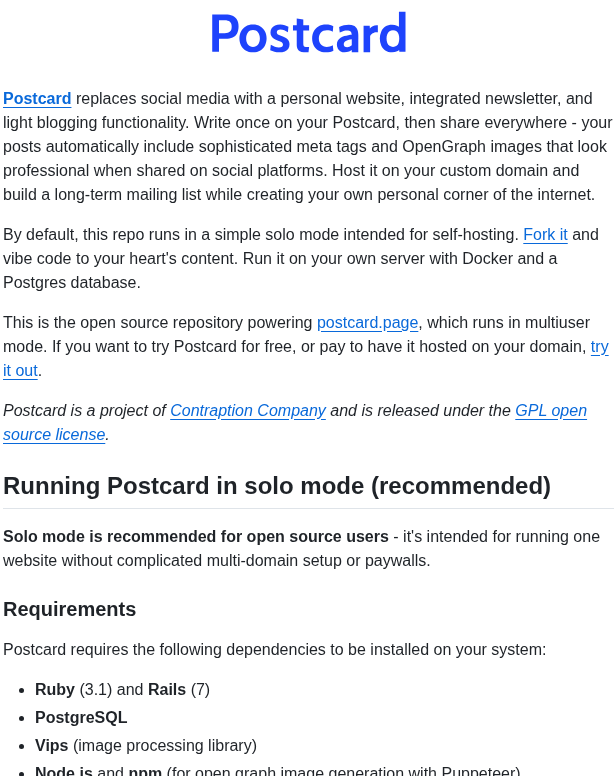 Postcard
Postcard replaces social media with a personal website, integrated newsletter, and
light blogging functionality. Write once on your Postcard, then share everywhere - your
posts automatically include sophisticated meta tags and OpenGraph images that look
professional when shared on social platforms. Host it on your custom domain and
build a long-term mailing list while creating your own personal corner of the internet.
By default, this repo runs in a simple solo mode intended for self-hosting. Fork it and
vibe code to your heart's content. Run it on your own server with Docker and a
Postgres database.
This is the open source repository powering postcard.page, which runs in multiuser
mode. If you want to try Postcard for free, or pay to have it hosted on your domain, try
it out.
Postcard is a project of Contraption Company and is released under the GPL open
source license.
Running Postcard in solo mode (recommended)
Solo mode is recommended for open source users - it's intended for running one
website without complicated multi-domain setup or paywalls.
Requirements
Postcard requires the following dependencies to be installed on your system:
• Ruby (3.1) and Rails (7)
• PostgreSQL
• Vips (image processing library)
• Node.js and npm (for open graph image generation with Puppeteer)